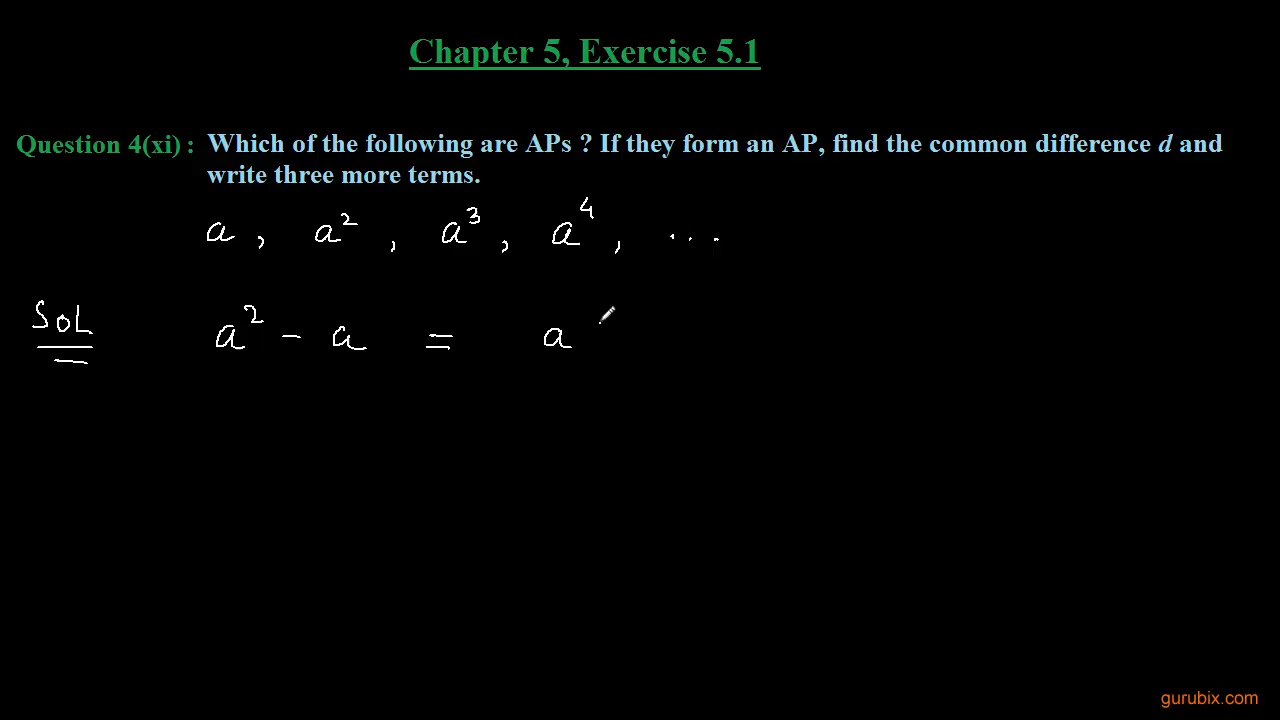 Chapter 5, Exercise 5.1
Question 4(xi) : Which of the following are APs ? If they form an AP, find the common difference d and
write three more terms.
a , a² , a³ , a⁴ , ...
SOL a² - a = a
gurubix.com